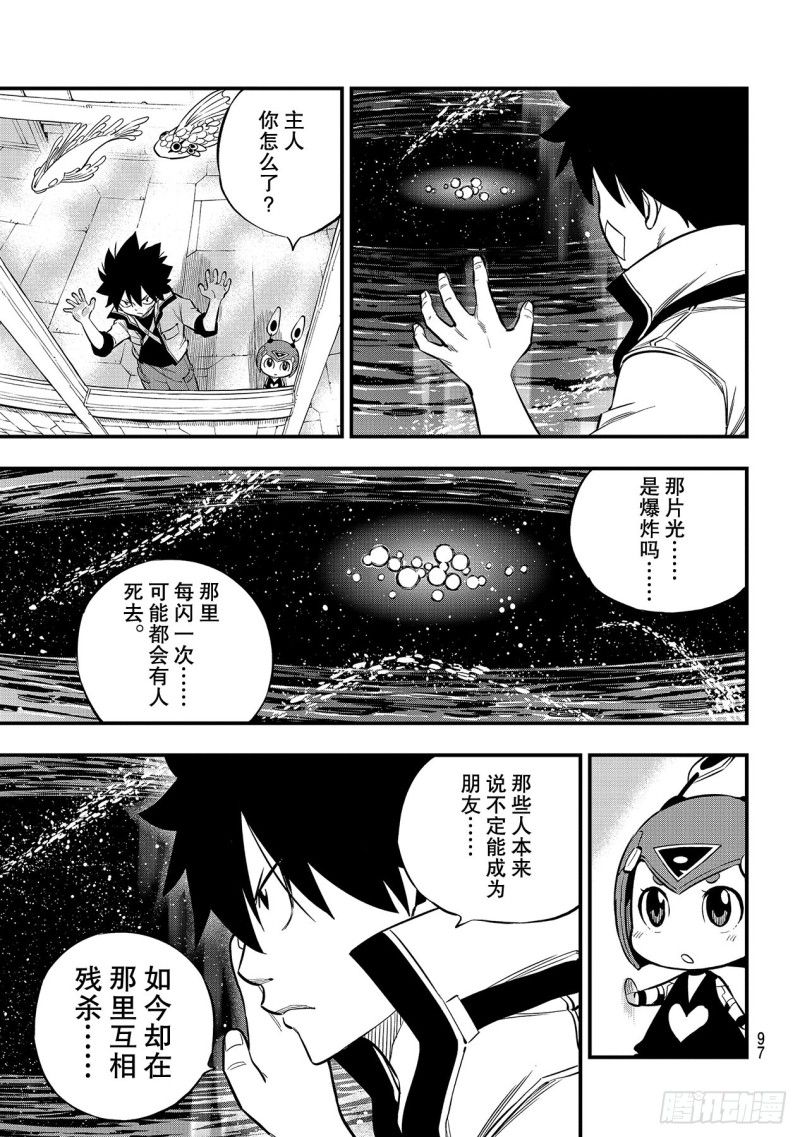 主人
你怎么了？
那片光……
是爆炸吗……
那里
每闪一次……
可能都会有人
死去。
那些人本来
说不定能成为
朋友……
如今却在
那里互相
残杀……
97
腾讯动漫